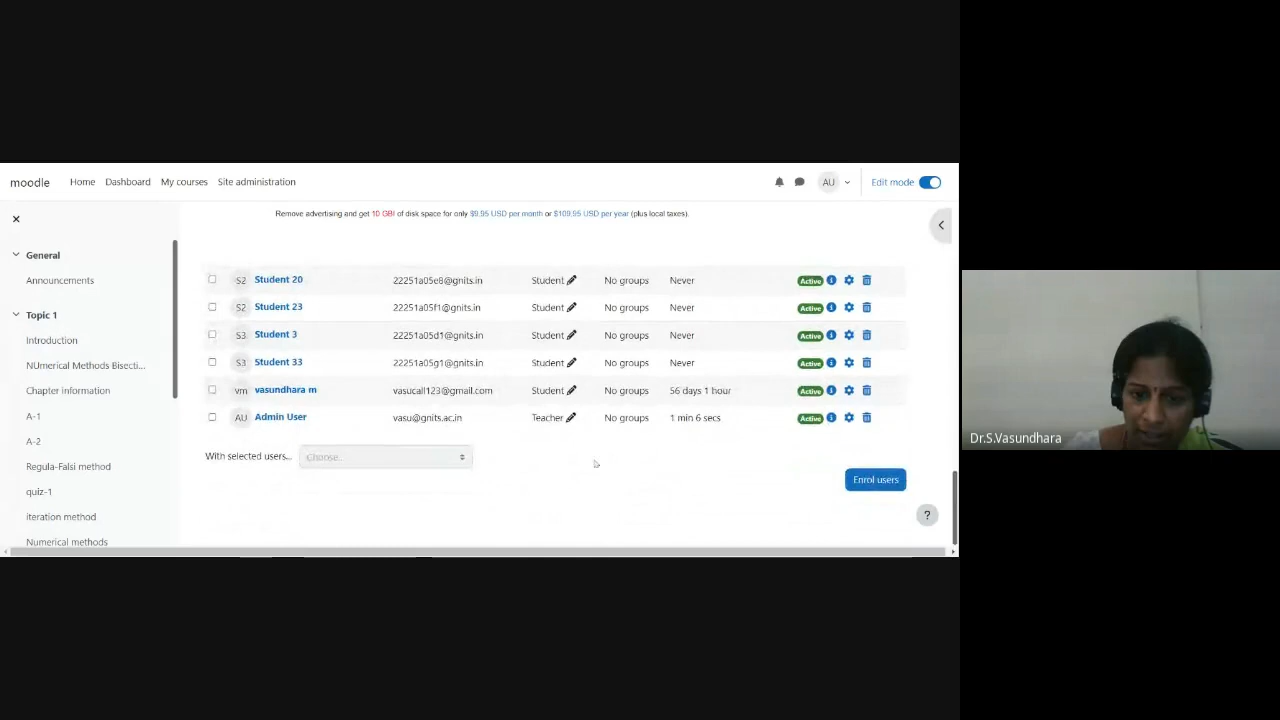 moodle Home Dashboard My courses Site administration AU Edit mode
Remove advertising and get 10 GB! of disk space for only $9.95 USD per month or $109.95 USD per year (plus local taxes).
General
Announcements
Topic 1
Introduction
NUmerical Methods Bisecti...
Chapter information
A-1
A-2
Regula-Falsi method
quiz-1
iteration method
Numerical methods
S2 Student 20 22251a05e8@gnits.in Student No groups Never Active
S2 Student 23 22251a05f1@gnits.in Student No groups Never Active
S3 Student 3 22251a05d1@gnits.in Student No groups Never Active
S3 Student 33 22251a05g1@gnits.in Student No groups Never Active
vm vasundhara m vasucall123@gmail.com Student No groups 56 days 1 hour Active
AU Admin User vasu@gnits.ac.in Teacher No groups 1 min 6 secs Active
With selected users... Choose...
Enrol users
?
Dr.S.Vasundhara